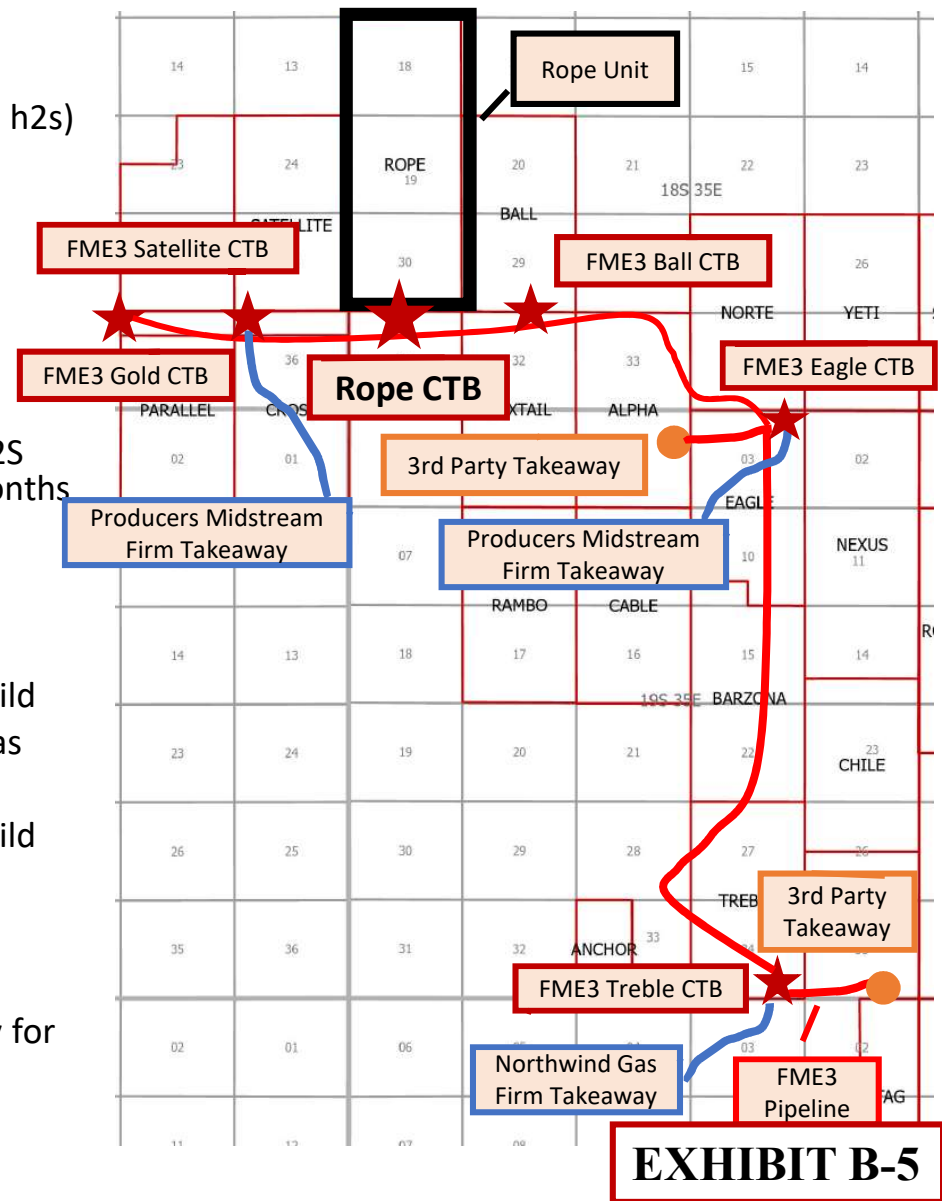 14 13 18 15 14
Rope Unit
h2s)
23 24 ROPE 20 21 22 23
19
18S 35E
BALL
FME3 Satellite CTB
30 29 26
FME3 Ball CTB
NORTE YETI
36 32 33
FME3 Gold CTB
Rope CTB
FME3 Eagle CTB
PARALLEL ALPHA
2S
onths
02 01 03 02
3rd Party Takeaway
EAGLE
Producers Midstream
Firm Takeaway
07 10 NEXUS
11
Producers Midstream
Firm Takeaway
RAMBO CABLE
14 13 18 17 16 15 14
ild
19S 35E BARZONA
as
23 24 19 20 21 22 23
CHILE
ild
26 25 30 29 28 27 26
3rd Party
Takeaway
35 36 31 32 ANCHOR 33
FME3 Treble CTB
for
02 01 06 03 02
Northwind Gas
Firm Takeaway
FME3
Pipeline
TAG
EXHIBIT B-5